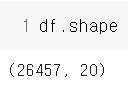 1 df.shape
(26457, 20)